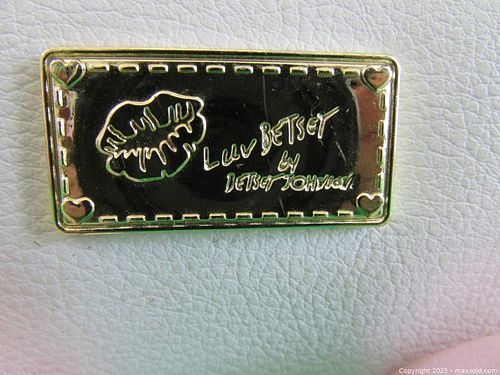 LUV BETSEY
by
BETSEY JOHNSON
Copyright 2025 - maxsold.com